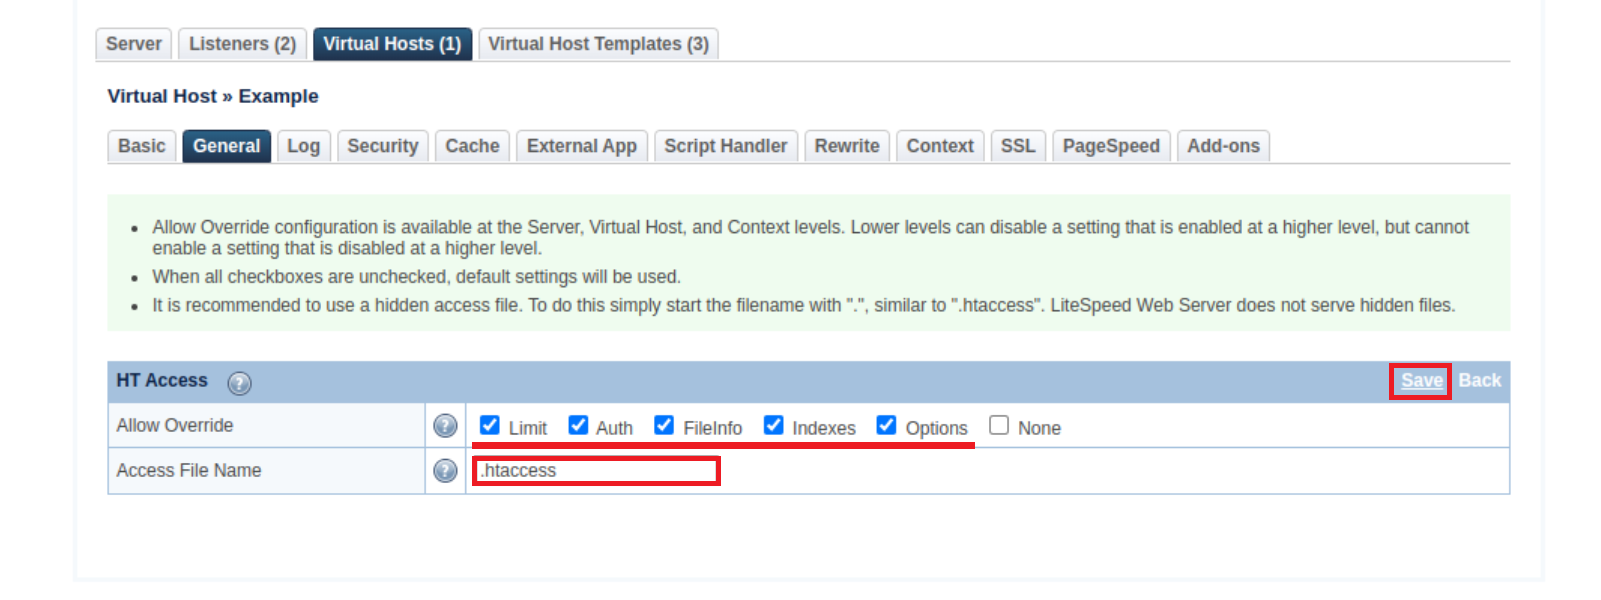 Server Listeners (2) Virtual Hosts (1) Virtual Host Templates (3)
Virtual Host » Example
Basic General Log Security Cache External App Script Handler Rewrite Context SSL PageSpeed Add-ons
• Allow Override configuration is available at the Server, Virtual Host, and Context levels. Lower levels can disable a setting that is enabled at a higher level, but cannot
enable a setting that is disabled at a higher level.
• When all checkboxes are unchecked, default settings will be used.
• It is recommended to use a hidden access file. To do this simply start the filename with ".", similar to ".htaccess". LiteSpeed Web Server does not serve hidden files.
HT Access ? Save Back
Allow Override ? Limit Auth FileInfo Indexes Options None
Access File Name ? .htaccess